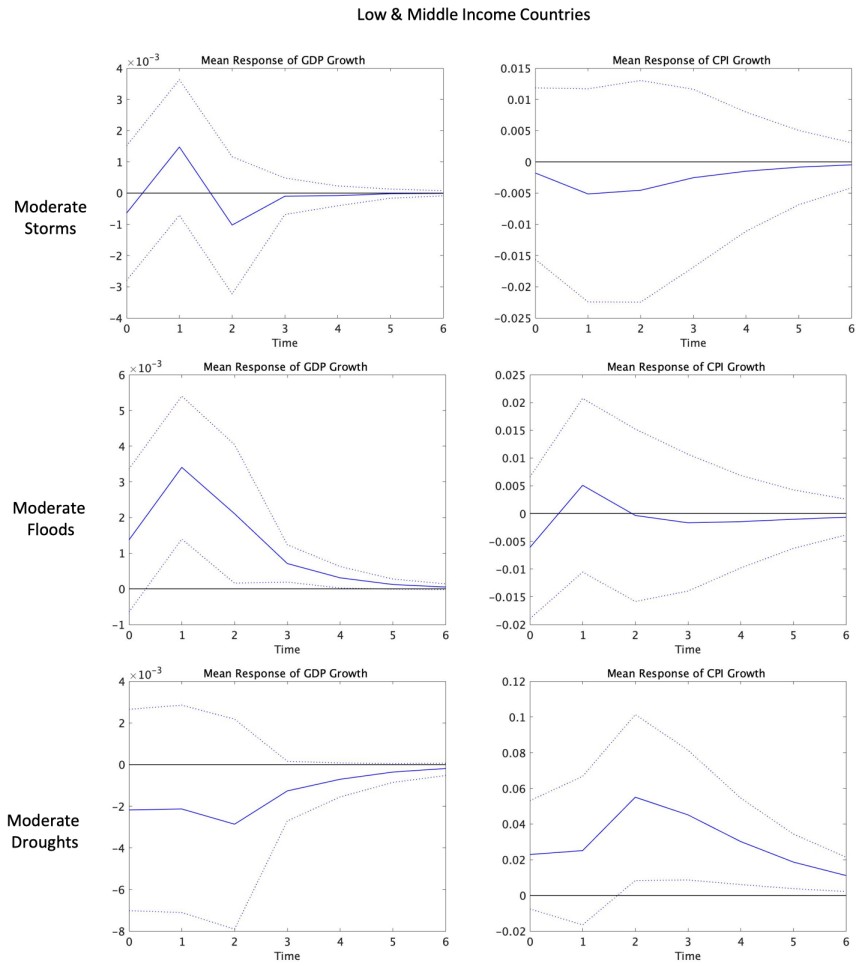 Low & Middle Income Countries
Mean Response of GDP Growth
×10⁻³
4
3
2
1
0
−1
−2
−3
−4
0 1 2 3 4 5 6
Time
Mean Response of CPI Growth
0.015
0.01
0.005
0
−0.005
−0.01
−0.015
−0.02
−0.025
0 1 2 3 4 5 6
Time
Moderate
Storms
Mean Response of GDP Growth
×10⁻³
6
5
4
3
2
1
0
−1
0 1 2 3 4 5 6
Time
Mean Response of CPI Growth
0.025
0.02
0.015
0.01
0.005
0
−0.005
−0.01
−0.015
−0.02
0 1 2 3 4 5 6
Time
Moderate
Floods
Mean Response of GDP Growth
×10⁻³
4
2
0
−2
−4
−6
−8
0 1 2 3 4 5 6
Time
Mean Response of CPI Growth
0.12
0.1
0.08
0.06
0.04
0.02
0
−0.02
0 1 2 3 4 5 6
Time
Moderate
Droughts